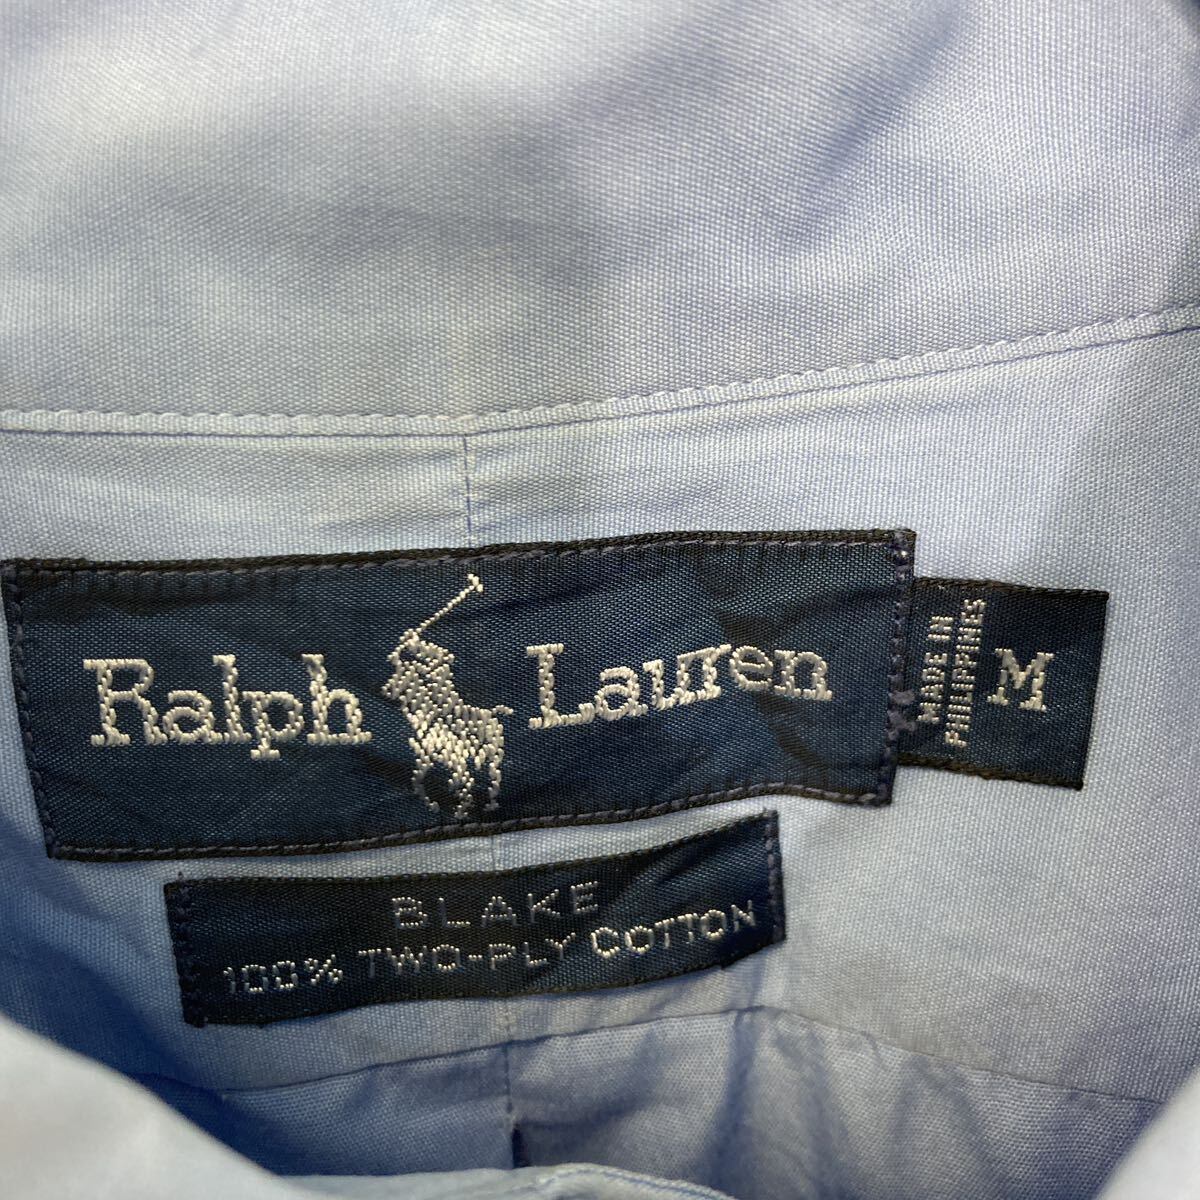 Ralph Lauren
MADE IN
PHILIPPINES
M
BLAKE
100% TWO-PLY COTTON